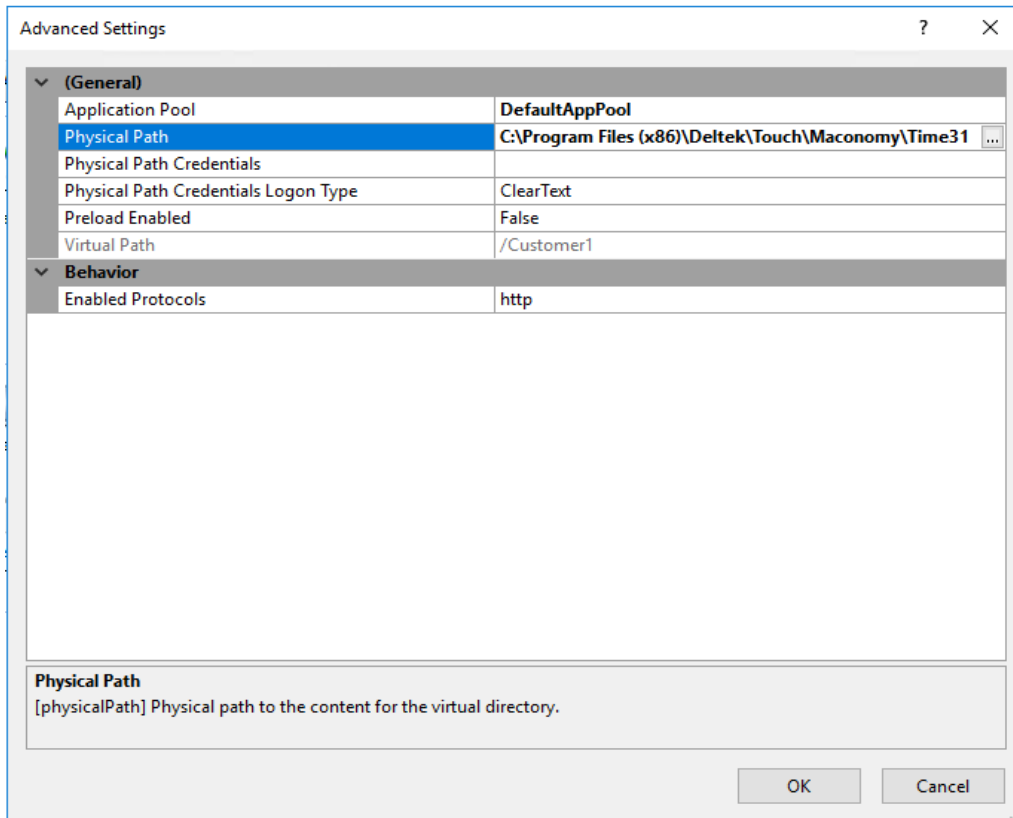 Advanced Settings ?
(General)
Application Pool DefaultAppPool
Physical Path C:\Program Files (x86)\Deltek\Touch\Maconomy\Time31 ...
Physical Path Credentials
Physical Path Credentials Logon Type ClearText
Preload Enabled False
Virtual Path /Customer1
Behavior
Enabled Protocols http
Physical Path
[physicalPath] Physical path to the content for the virtual directory.
OK Cancel